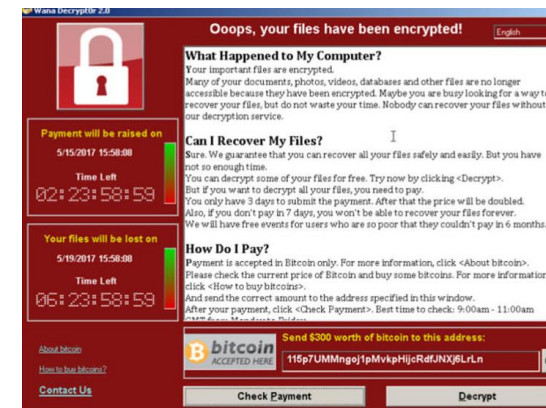 Wana Decrypt0r 2.0
Ooops, your files have been encrypted!
English
What Happened to My Computer?
Your important files are encrypted.
Many of your documents, photos, videos, databases and other files are no longer
accessible because they have been encrypted. Maybe you are busy looking for a way to
recover your files, but do not waste your time. Nobody can recover your files without
our decryption service.
Can I Recover My Files?
Sure. We guarantee that you can recover all your files safely and easily. But you have
not so enough time.
You can decrypt some of your files for free. Try now by clicking <Decrypt>.
But if you want to decrypt all your files, you need to pay.
You only have 3 days to submit the payment. After that the price will be doubled.
Also, if you don't pay in 7 days, you won't be able to recover your files forever.
We will have free events for users who are so poor that they couldn't pay in 6 months.
How Do I Pay?
Payment is accepted in Bitcoin only. For more information, click <About bitcoin>.
Please check the current price of Bitcoin and buy some bitcoins. For more information,
click <How to buy bitcoins>.
And send the correct amount to the address specified in this window.
After your payment, click <Check Payment>. Best time to check: 9:00am - 11:00am
Payment will be raised on
5/15/2017 15:58:08
Time Left
02:23:58:59
Your files will be lost on
5/19/2017 15:58:08
Time Left
06:23:58:59
About bitcoin
How to buy bitcoins?
Contact Us
bitcoin
ACCEPTED HERE
Send $300 worth of bitcoin to this address:
115p7UMMngoj1pMvkpHijcRdfJNXj6LrLn
Check Payment
Decrypt